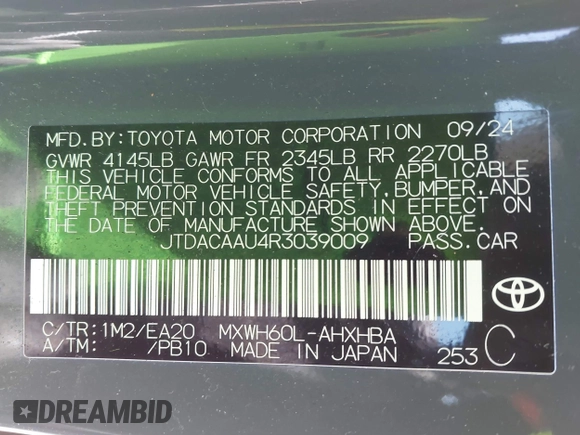 MFD.BY:TOYOTA MOTOR CORPORATION 09/24
GVWR 4145LB GAWR FR 2345LB RR 2270LB
THIS VEHICLE CONFORMS TO ALL APPLICABLE
FEDERAL MOTOR VEHICLE SAFETY, BUMPER, AND
THEFT PREVENTION STANDARDS IN EFFECT ON
THE DATE OF MANUFACTURE SHOWN ABOVE.
JTDACAAU4R3039009 PASS.CAR
C/TR:1M2/EA20 MXWH60L-AHXHBA
A/TM: /PB10 MADE IN JAPAN 253 C
DREAMBID